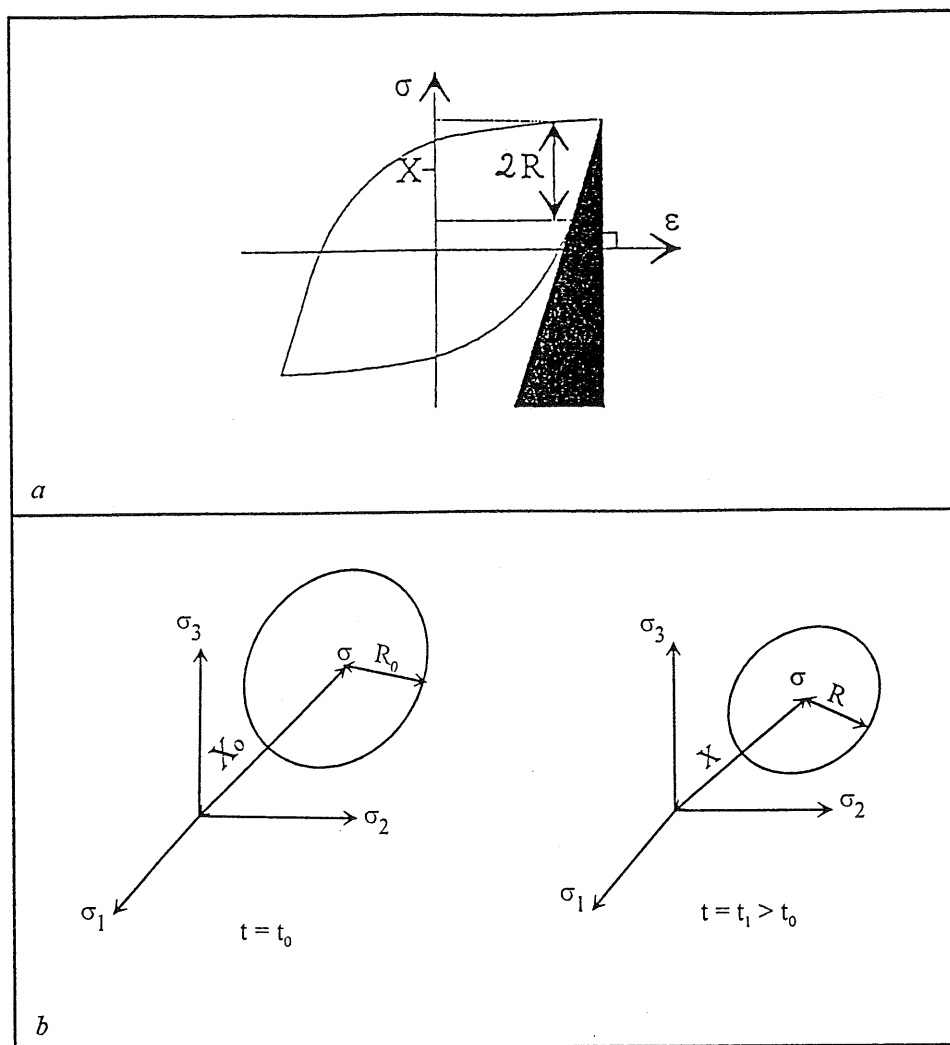 σ
X
2R
ε
a
σ₃
σ
R₀
X₀
σ₂
σ₁
t = t₀
σ₃
σ
R
X
σ₂
σ₁
t = t₁ > t₀
b